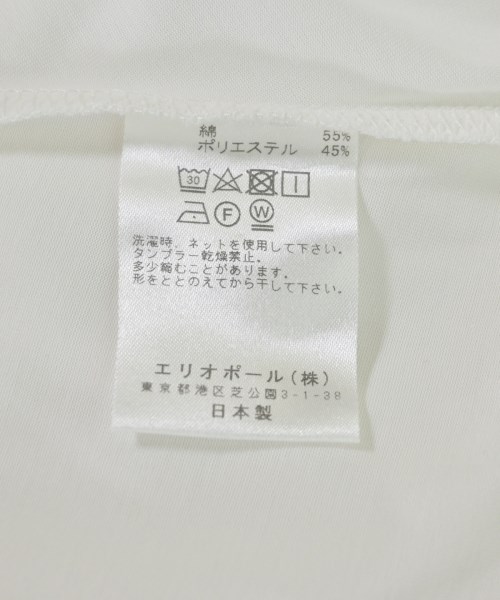 綿 55%
ポリエステル 45%
30
F W
洗濯時、ネットを使用して下さい。
タンブラー乾燥禁止。
多少縮むことがあります。
形をととのえてから干して下さい。
エリオポール(株)
東京都港区芝公園3-1-38
日本製